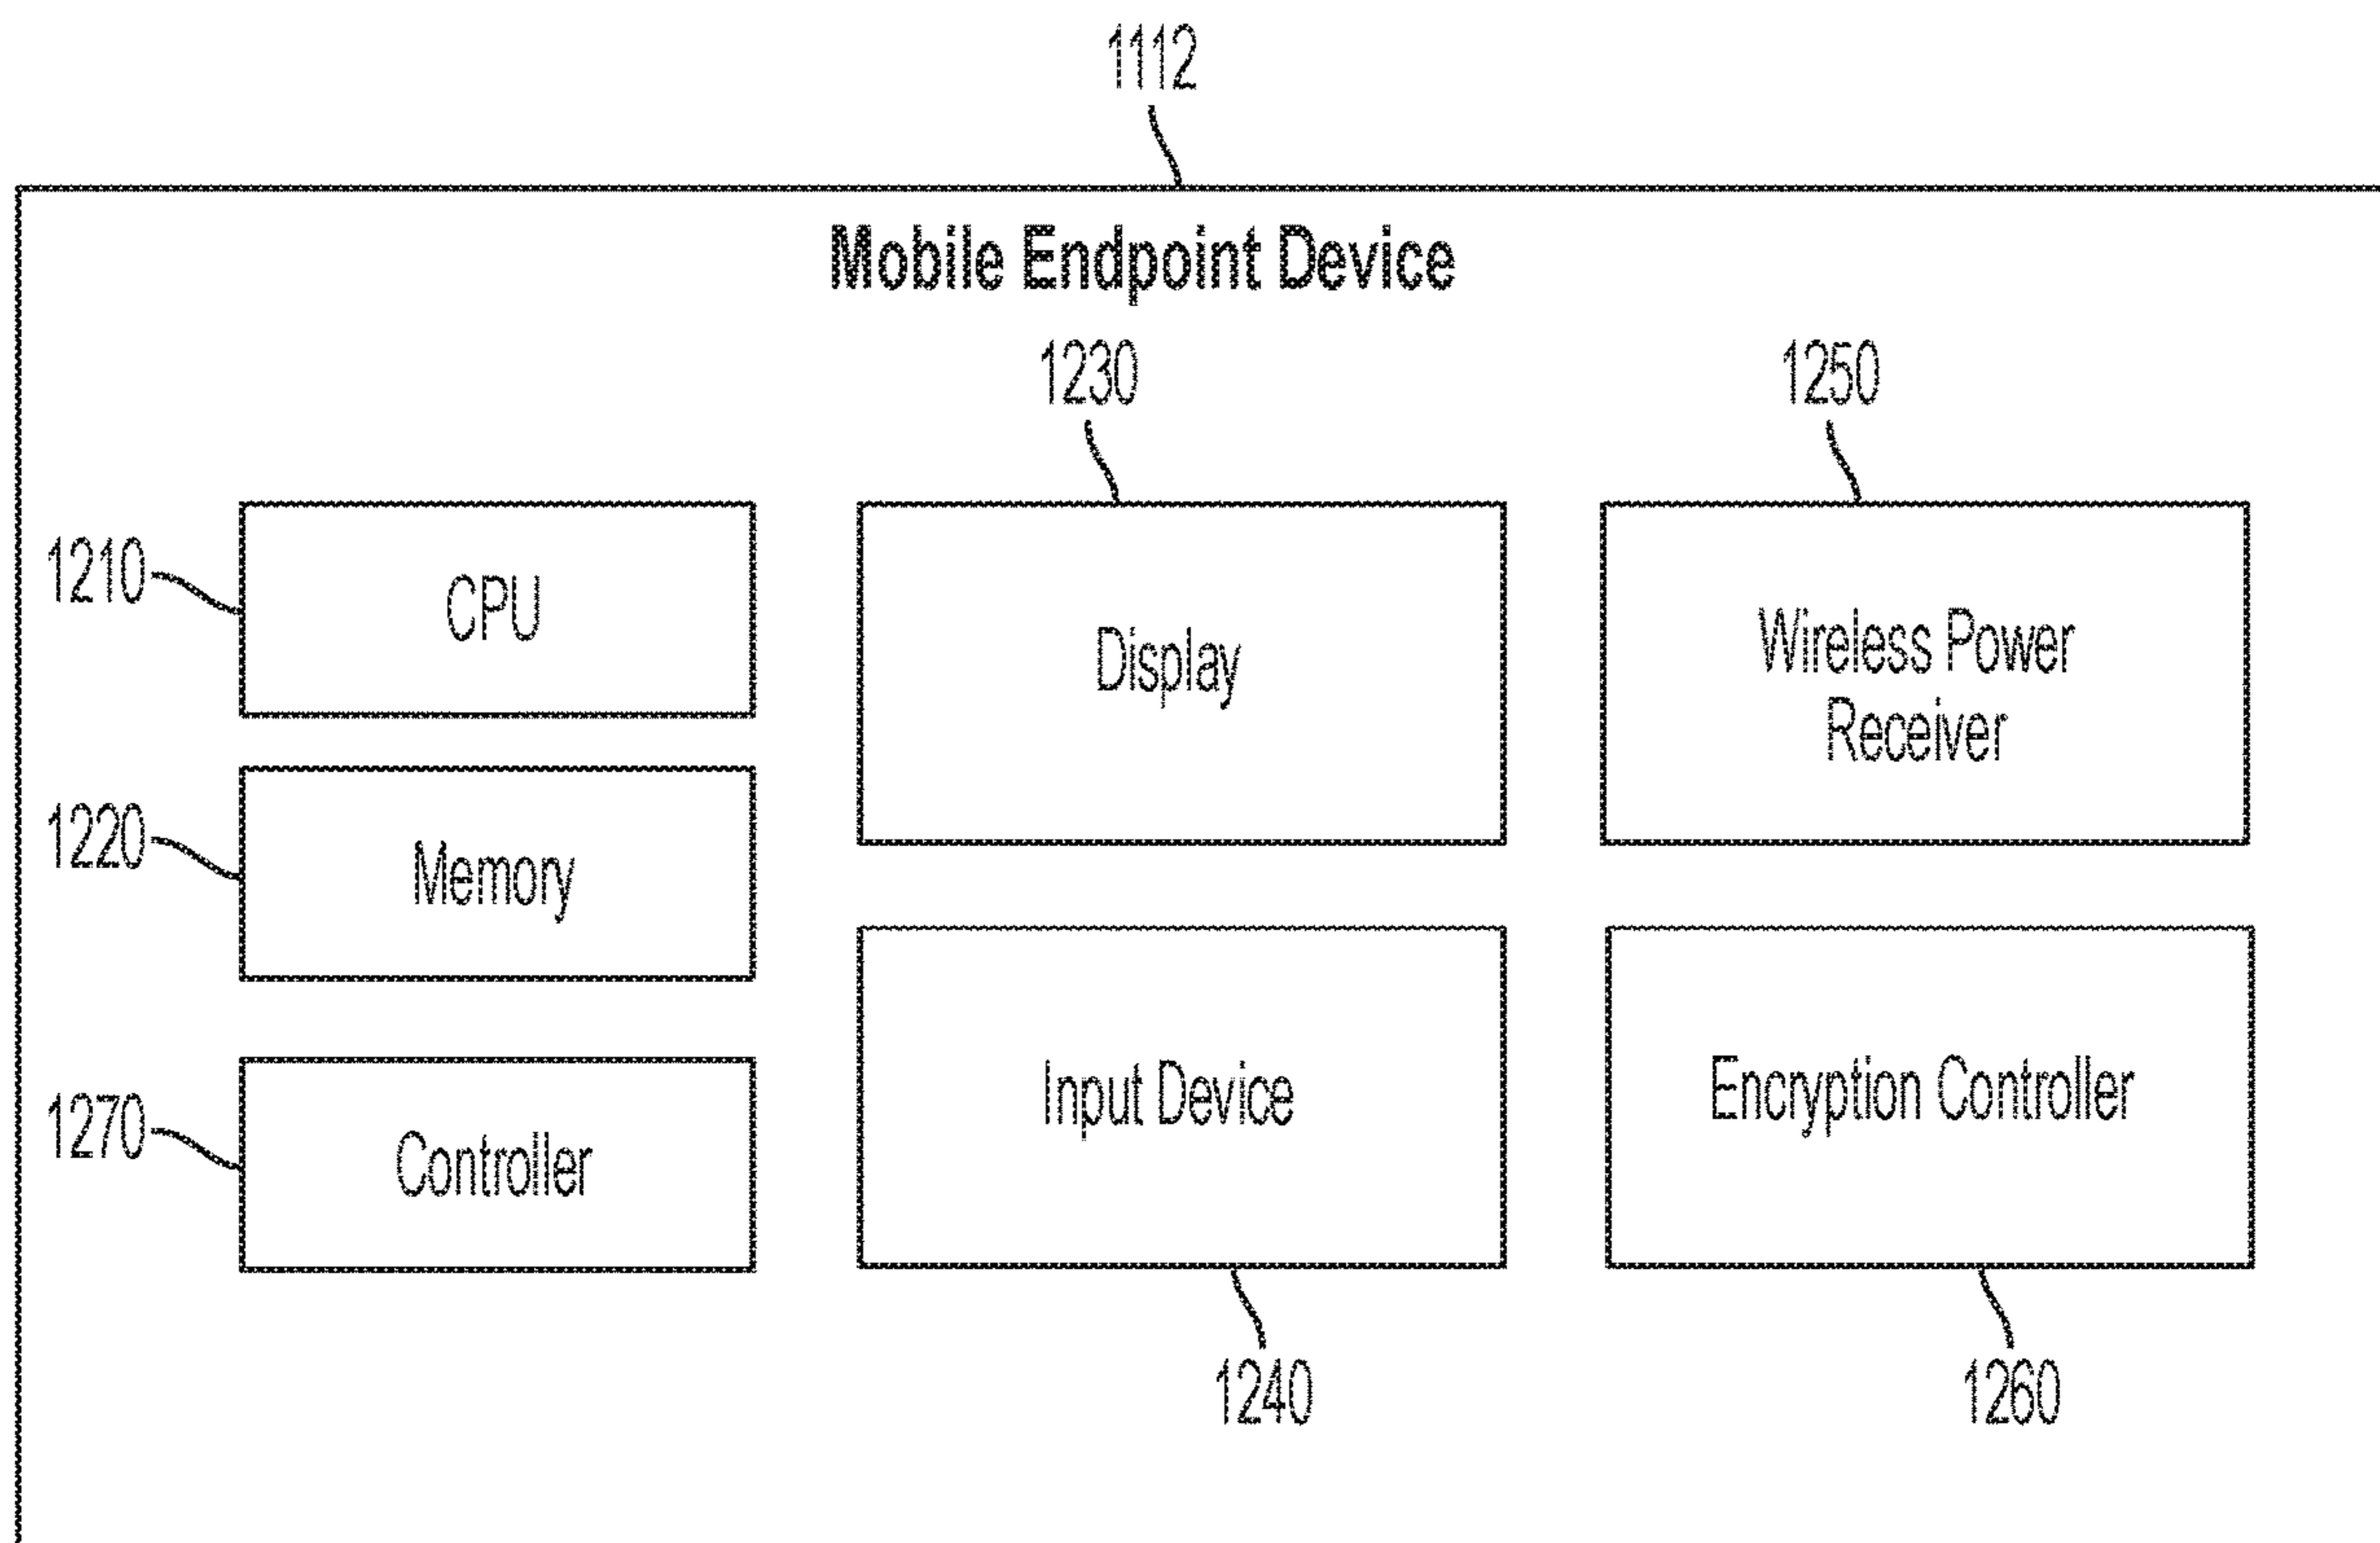 1112
Mobile Endpoint Device
1230
1250
1210
CPU
Display
Wireless Power
Receiver
1220
Memory
1270
Controller
Input Device
Encryption Controller
1240
1260